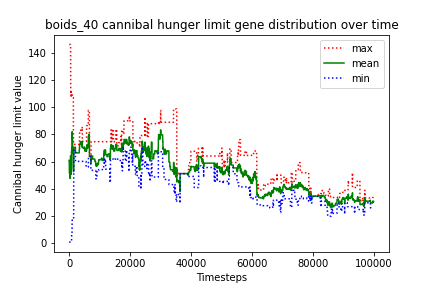 boids_40 cannibal hunger limit gene distribution over time
Cannibal hunger limit value
140
120
100
80
60
40
20
0
max
mean
min
0
20000
40000
60000
80000
100000
Timesteps